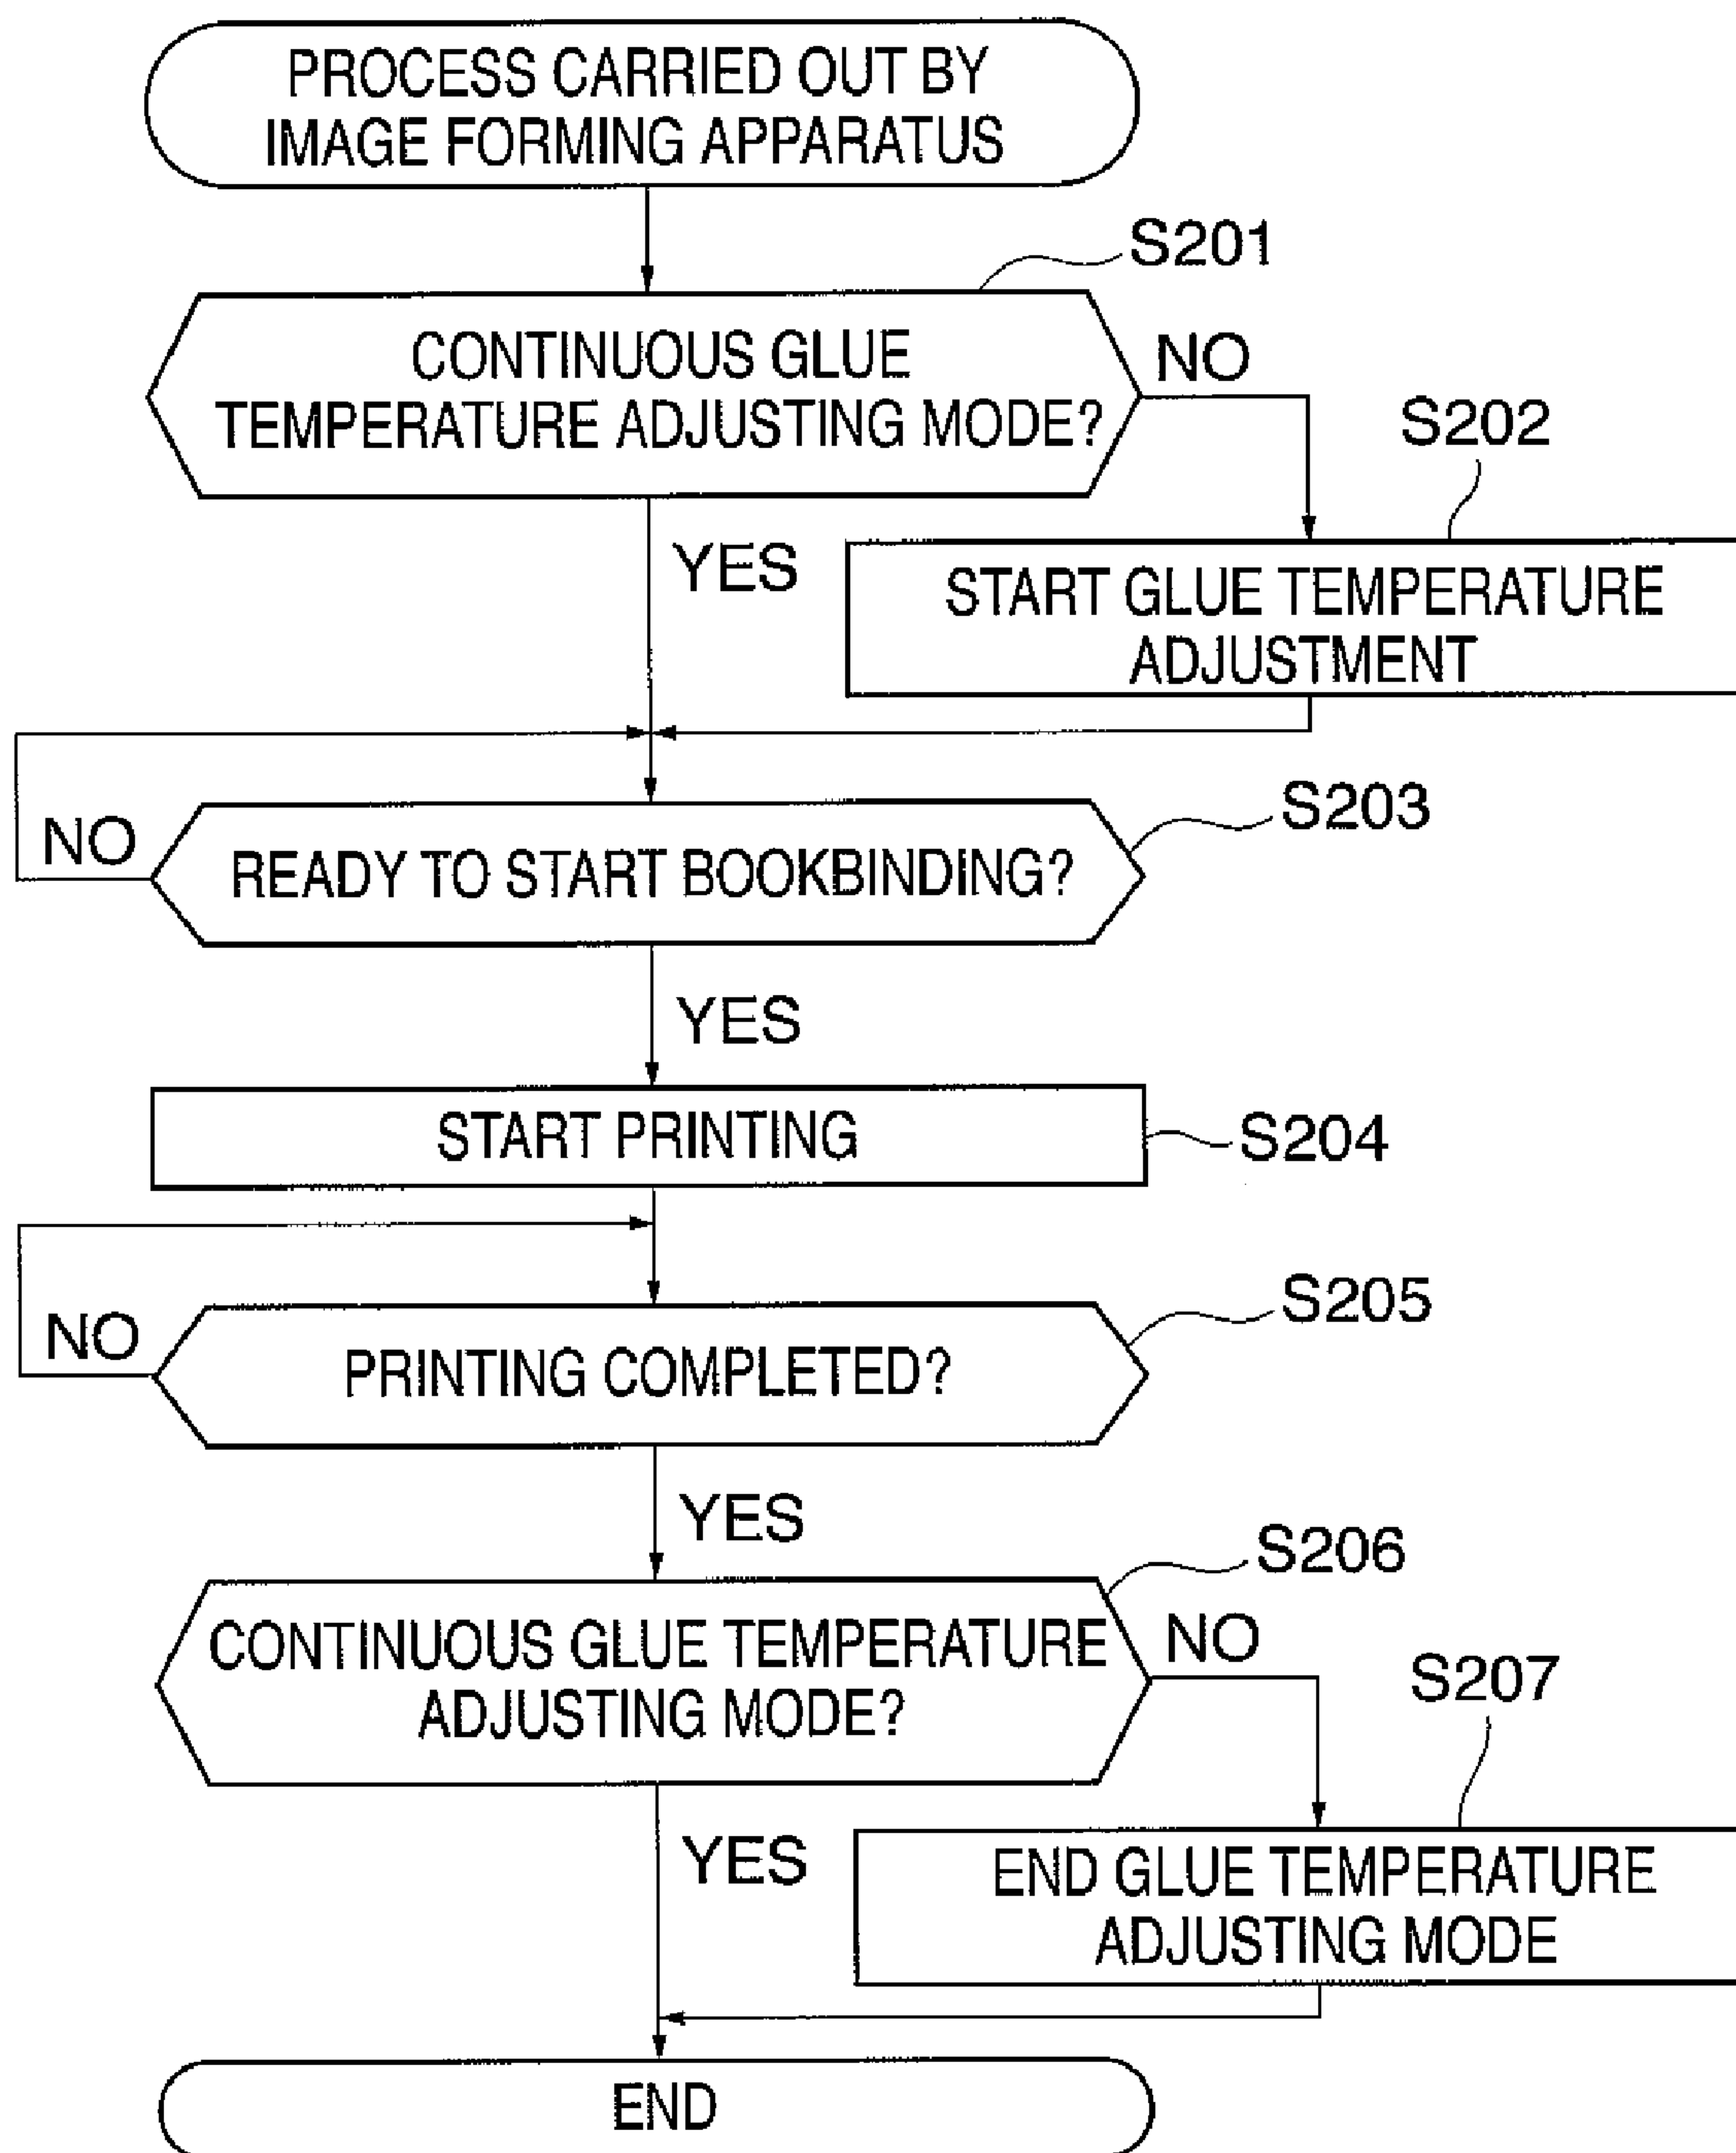 PROCESS CARRIED OUT BY
IMAGE FORMING APPARATUS
S201
CONTINUOUS GLUE
TEMPERATURE ADJUSTING MODE?
NO
S202
YES
START GLUE TEMPERATURE
ADJUSTMENT
S203
NO
READY TO START BOOKBINDING?
YES
START PRINTING
S204
S205
NO
PRINTING COMPLETED?
YES
S206
CONTINUOUS GLUE TEMPERATURE
ADJUSTING MODE?
NO
S207
YES
END GLUE TEMPERATURE
ADJUSTING MODE
END